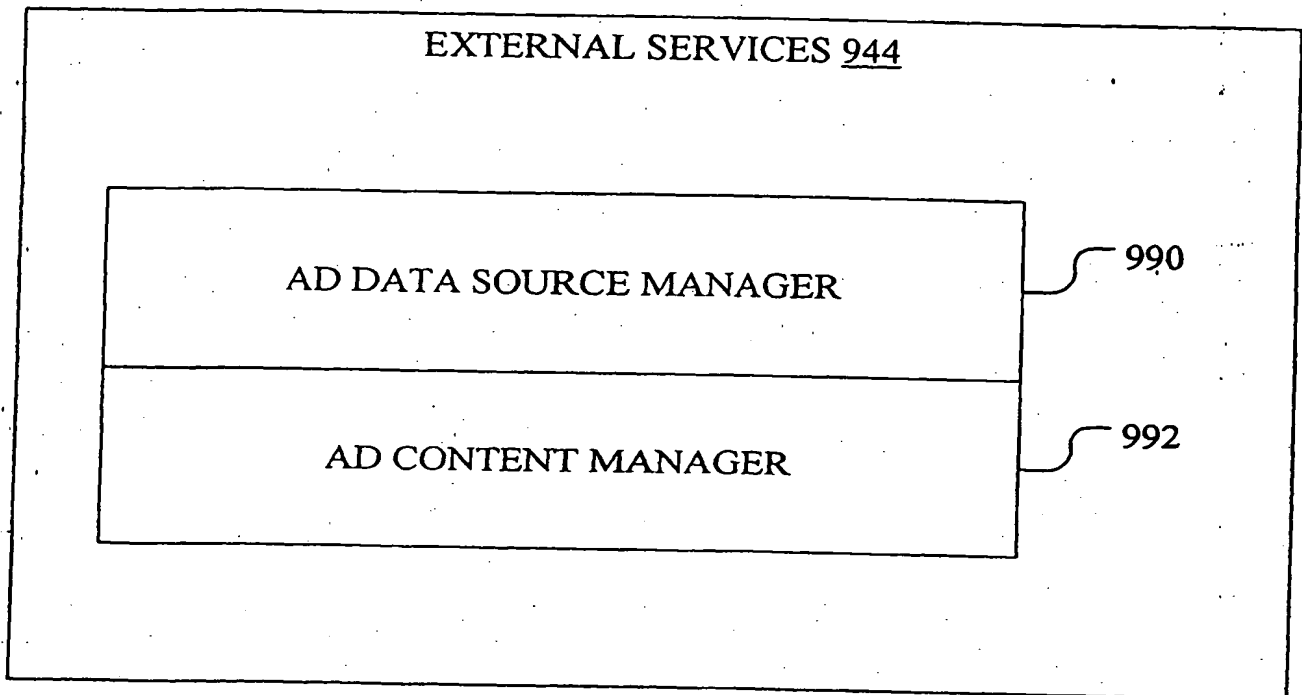 EXTERNAL SERVICES 944
AD DATA SOURCE MANAGER
990
AD CONTENT MANAGER
992